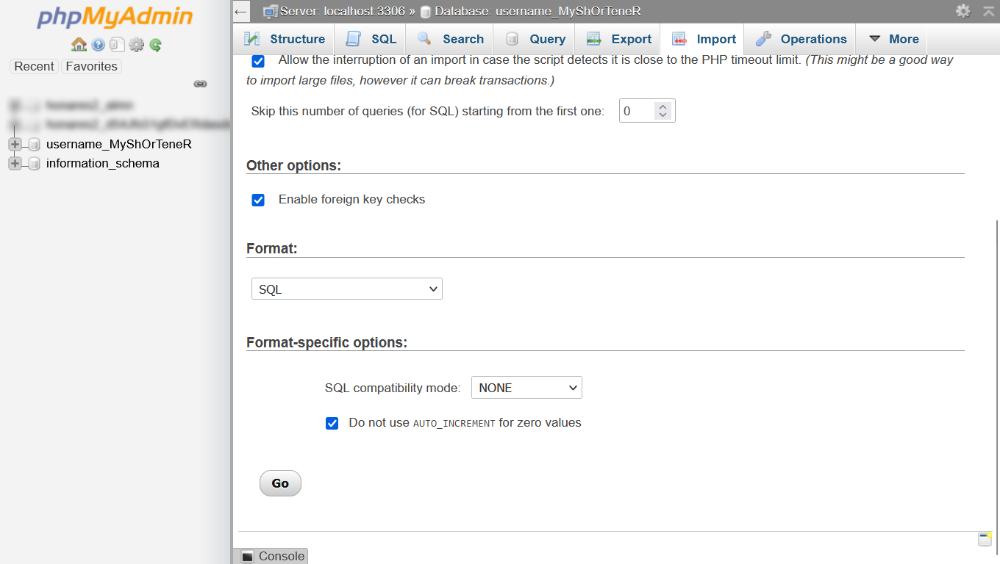 phpMyAdmin
Recent Favorites
username_MyShOrTeneR
information_schema
Server: localhost:3306 » Database: username_MyShOrTeneR
Structure SQL Search Query Export Import Operations More
Allow the interruption of an import in case the script detects it is close to the PHP timeout limit. (This might be a good way
to import large files, however it can break transactions.)
Skip this number of queries (for SQL) starting from the first one: 0
Other options:
Enable foreign key checks
Format:
SQL
Format-specific options:
SQL compatibility mode: NONE
Do not use AUTO_INCREMENT for zero values
Go
Console